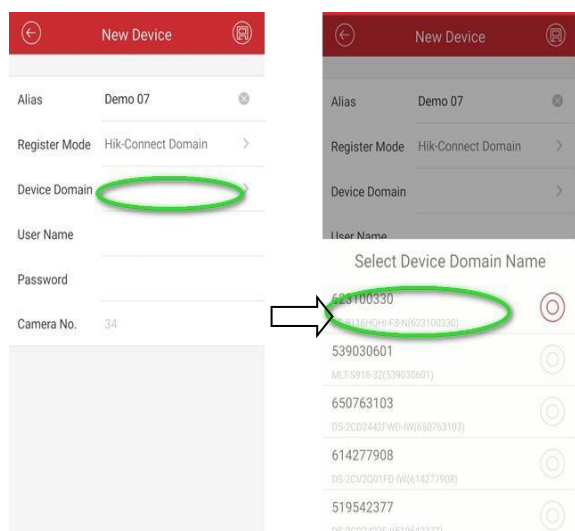 New Device
Alias Demo 07
Register Mode Hik-Connect Domain
Device Domain
User Name
Password
Camera No. 34
New Device
Alias Demo 07
Register Mode Hik-Connect Domain
Device Domain
User Name
Select Device Domain Name
623100330
539030601
MLT-S918-32(539030601)
650763103
DS-2CD2442FWD-IW(650763103)
614277908
DS-2CV2Q01FD-IW(614277908)
519542377